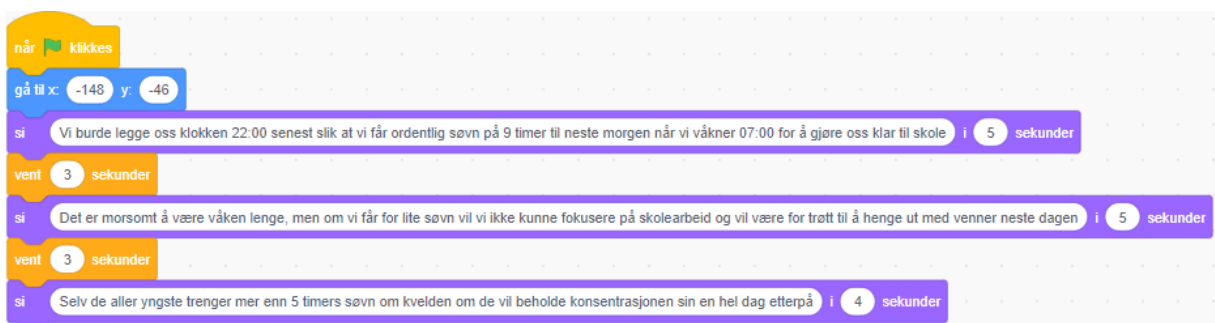 når klikkes
gå til x: -148 y: -46
si Vi burde legge oss klokken 22:00 senest slik at vi får ordentlig søvn på 9 timer til neste morgen når vi våkner 07:00 for å gjøre oss klar til skole i 5 sekunder
vent 3 sekunder
si Det er morsomt å være våken lenge, men om vi får for lite søvn vil vi ikke kunne fokusere på skolearbeid og vil være for trøtt til å henge ut med venner neste dagen i 5 sekunder
vent 3 sekunder
si Selv de aller yngste trenger mer enn 5 timers søvn om kvelden om de vil beholde konsentrasjonen sin en hel dag etterpå i 4 sekunder